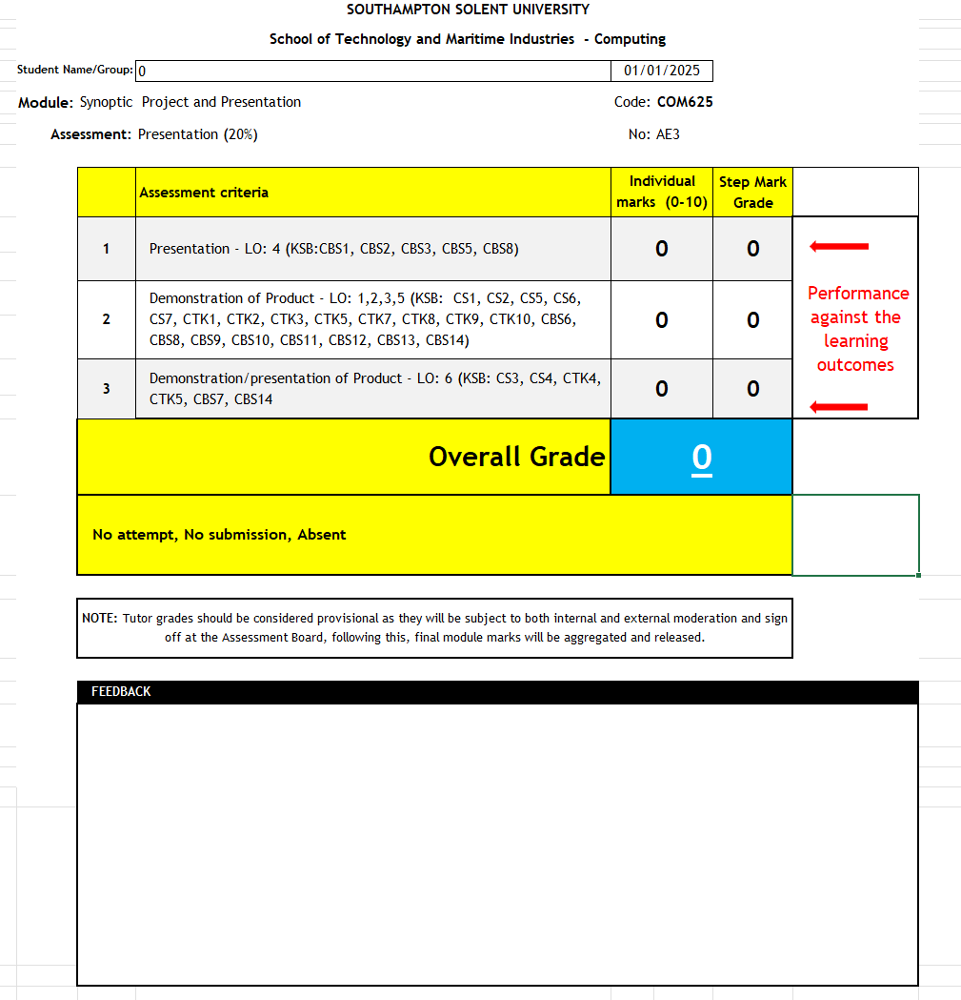 SOUTHAMPTON SOLENT UNIVERSITY
School of Technology and Maritime Industries - Computing
Student Name/Group: 0 01/01/2025
Module: Synoptic Project and Presentation Code: COM625
Assessment: Presentation (20%) No: AE3
Assessment criteria
Individual marks (0-10)
Step Mark Grade
1 Presentation - LO: 4 (KSB:CBS1, CBS2, CBS3, CBS5, CBS8) 0 0
2
Demonstration of Product - LO: 1,2,3,5 (KSB: CS1, CS2, CS5, CS6,
CS7, CTK1, CTK2, CTK3, CTK5, CTK7, CTK8, CTK9, CTK10, CBS6,
CBS8, CBS9, CBS10, CBS11, CBS12, CBS13, CBS14)
0 0
3
Demonstration/presentation of Product - LO: 6 (KSB: CS3, CS4, CTK4,
CTK5, CBS7, CBS14
0 0
Performance
against the
learning
outcomes
Overall Grade 0
No attempt, No submission, Absent
NOTE: Tutor grades should be considered provisional as they will be subject to both internal and external moderation and sign
off at the Assessment Board, following this, final module marks will be aggregated and released.
FEEDBACK